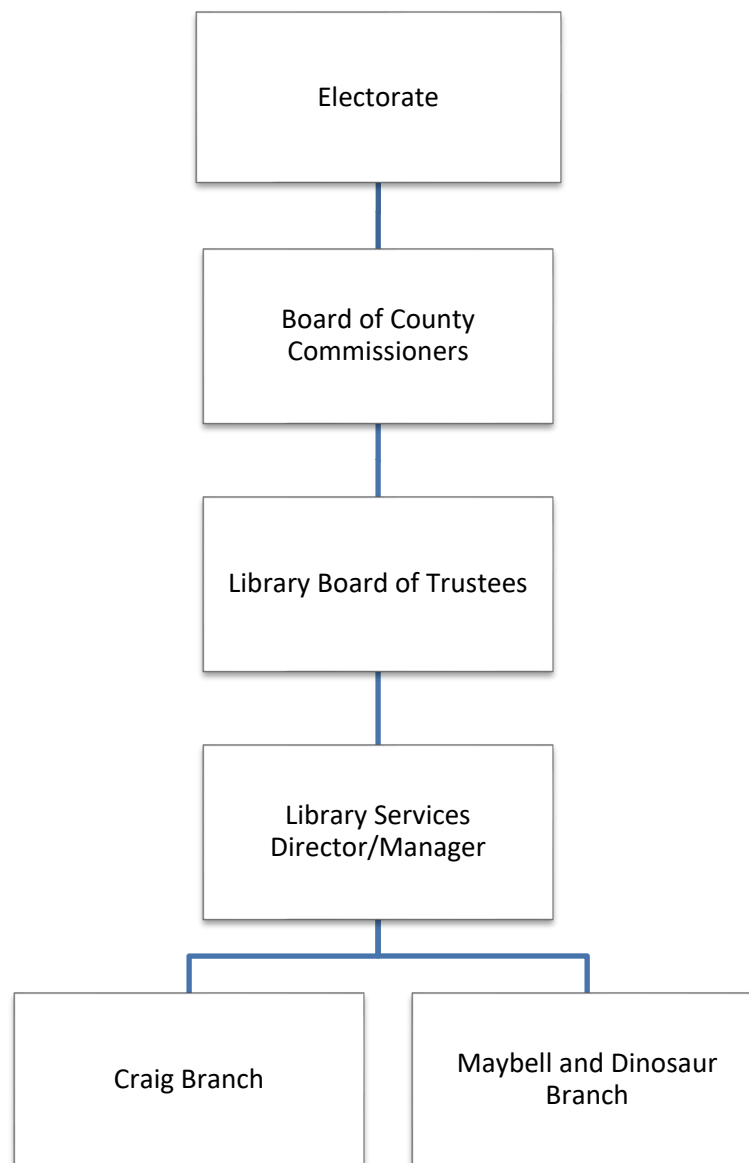 Electorate
Board of County
Commissioners
Library Board of Trustees
Library Services
Director/Manager
Craig Branch
Maybell and Dinosaur
Branch